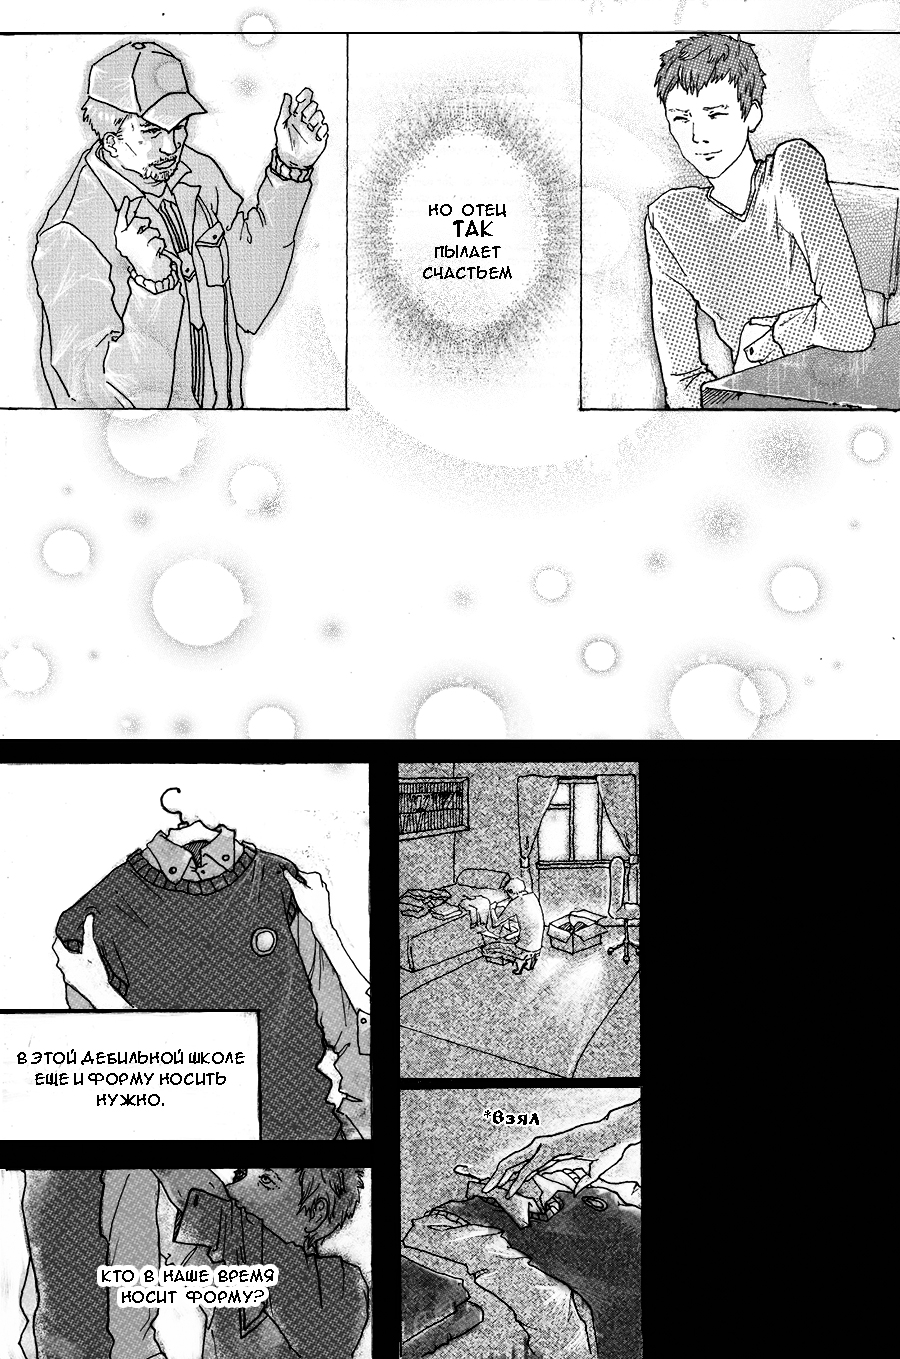 НО ОТЕЦ
ТАК
ПЫЛАЕТ
СЧАСТЬЕМ
В ЭТОЙ ДЕБИЛЬНОЙ ШКОЛЕ
ЕЩЕ И ФОРМУ НОСИТЬ
НУЖНО.
*Взял
КТО В НАШЕ ВРЕМЯ
НОСИТ ФОРМУ?